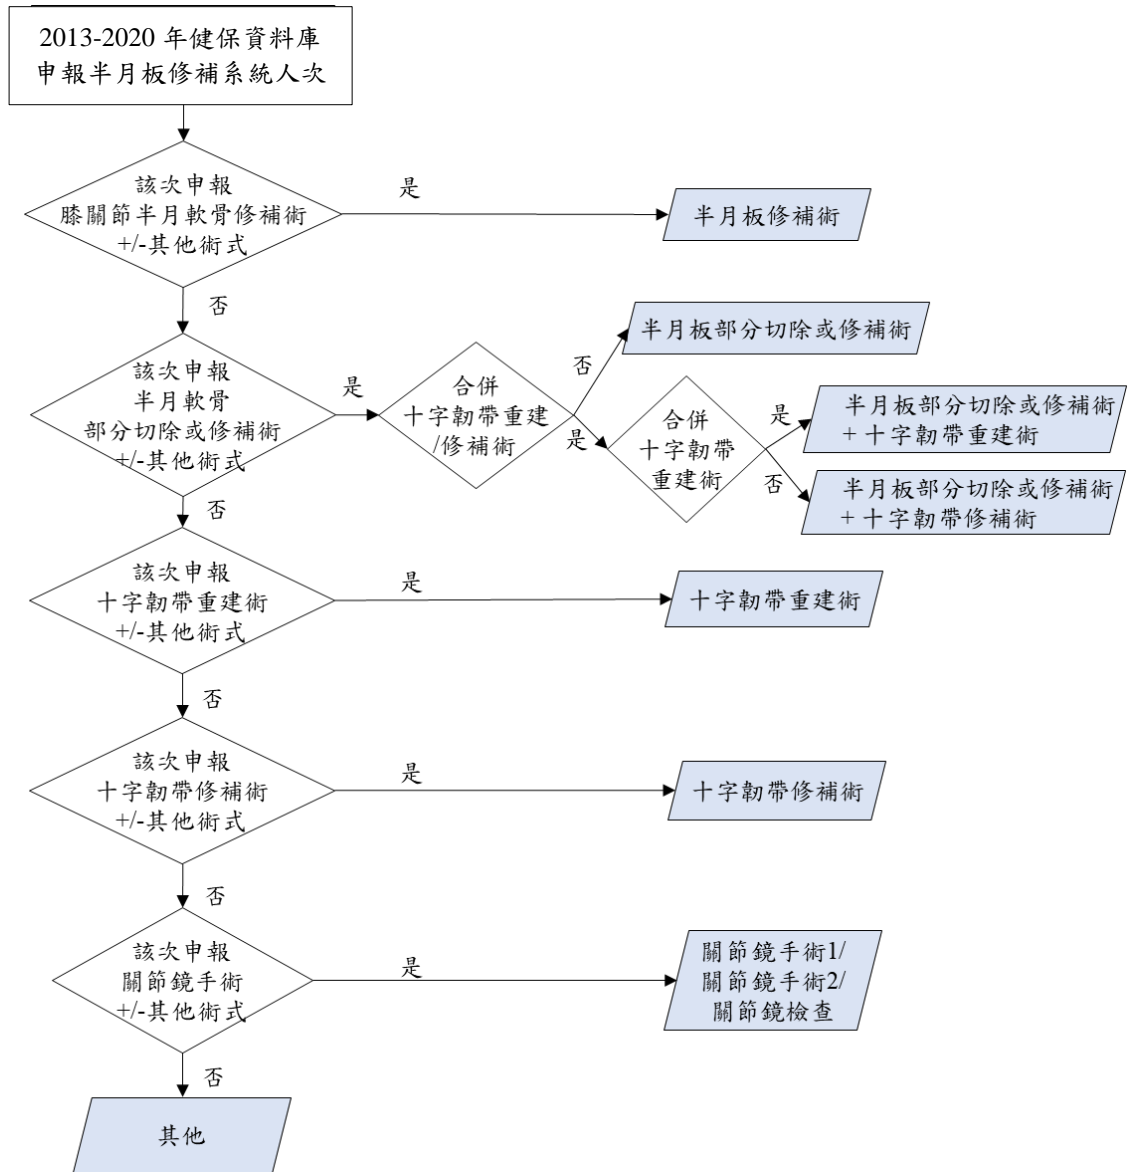 2013-2020 年健保資料庫
申報半月板修補系統人次
該次申報
膝關節半月軟骨修補術
+/-其他術式
是
半月板修補術
否
該次申報
半月軟骨
部分切除或修補術
+/-其他術式
是
合併
十字韌帶重建
/修補術
否
半月板部分切除或修補術
是
合併
十字韌帶
重建術
是
半月板部分切除或修補術
+ 十字韌帶重建術
否
半月板部分切除或修補術
+ 十字韌帶修補術
否
該次申報
十字韌帶重建術
+/-其他術式
是
十字韌帶重建術
否
該次申報
十字韌帶修補術
+/-其他術式
是
十字韌帶修補術
否
該次申報
關節鏡手術
+/-其他術式
是
關節鏡手術1/
關節鏡手術2/
關節鏡檢查
否
其他